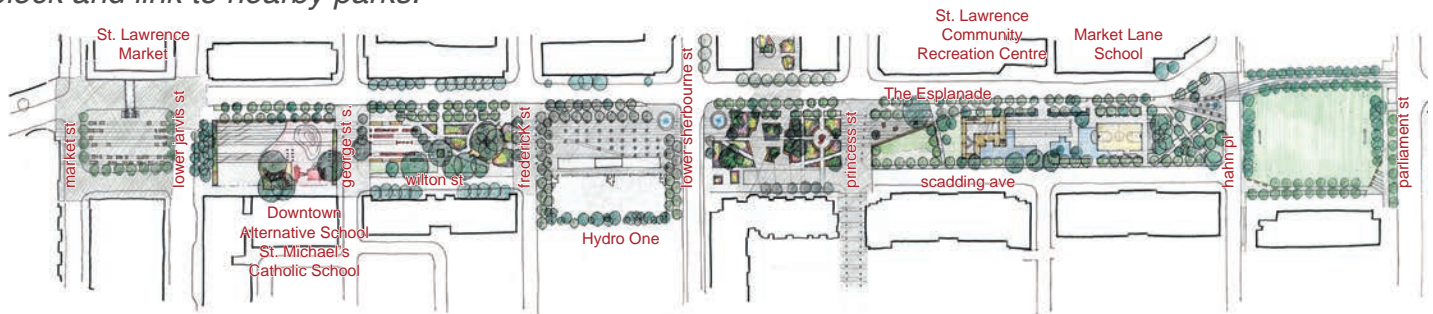 block and link to nearby parks.
St. Lawrence
Market
St. Lawrence
Community
Recreation Centre
Market Lane
School
The Esplanade
market st
lower jarvis st
george st s.
wilton st
frederick st
lower sherbourne st
princess st
scadding ave
hahn pl
parliament st
Downtown
Alternative School
St. Michael's
Catholic School
Hydro One